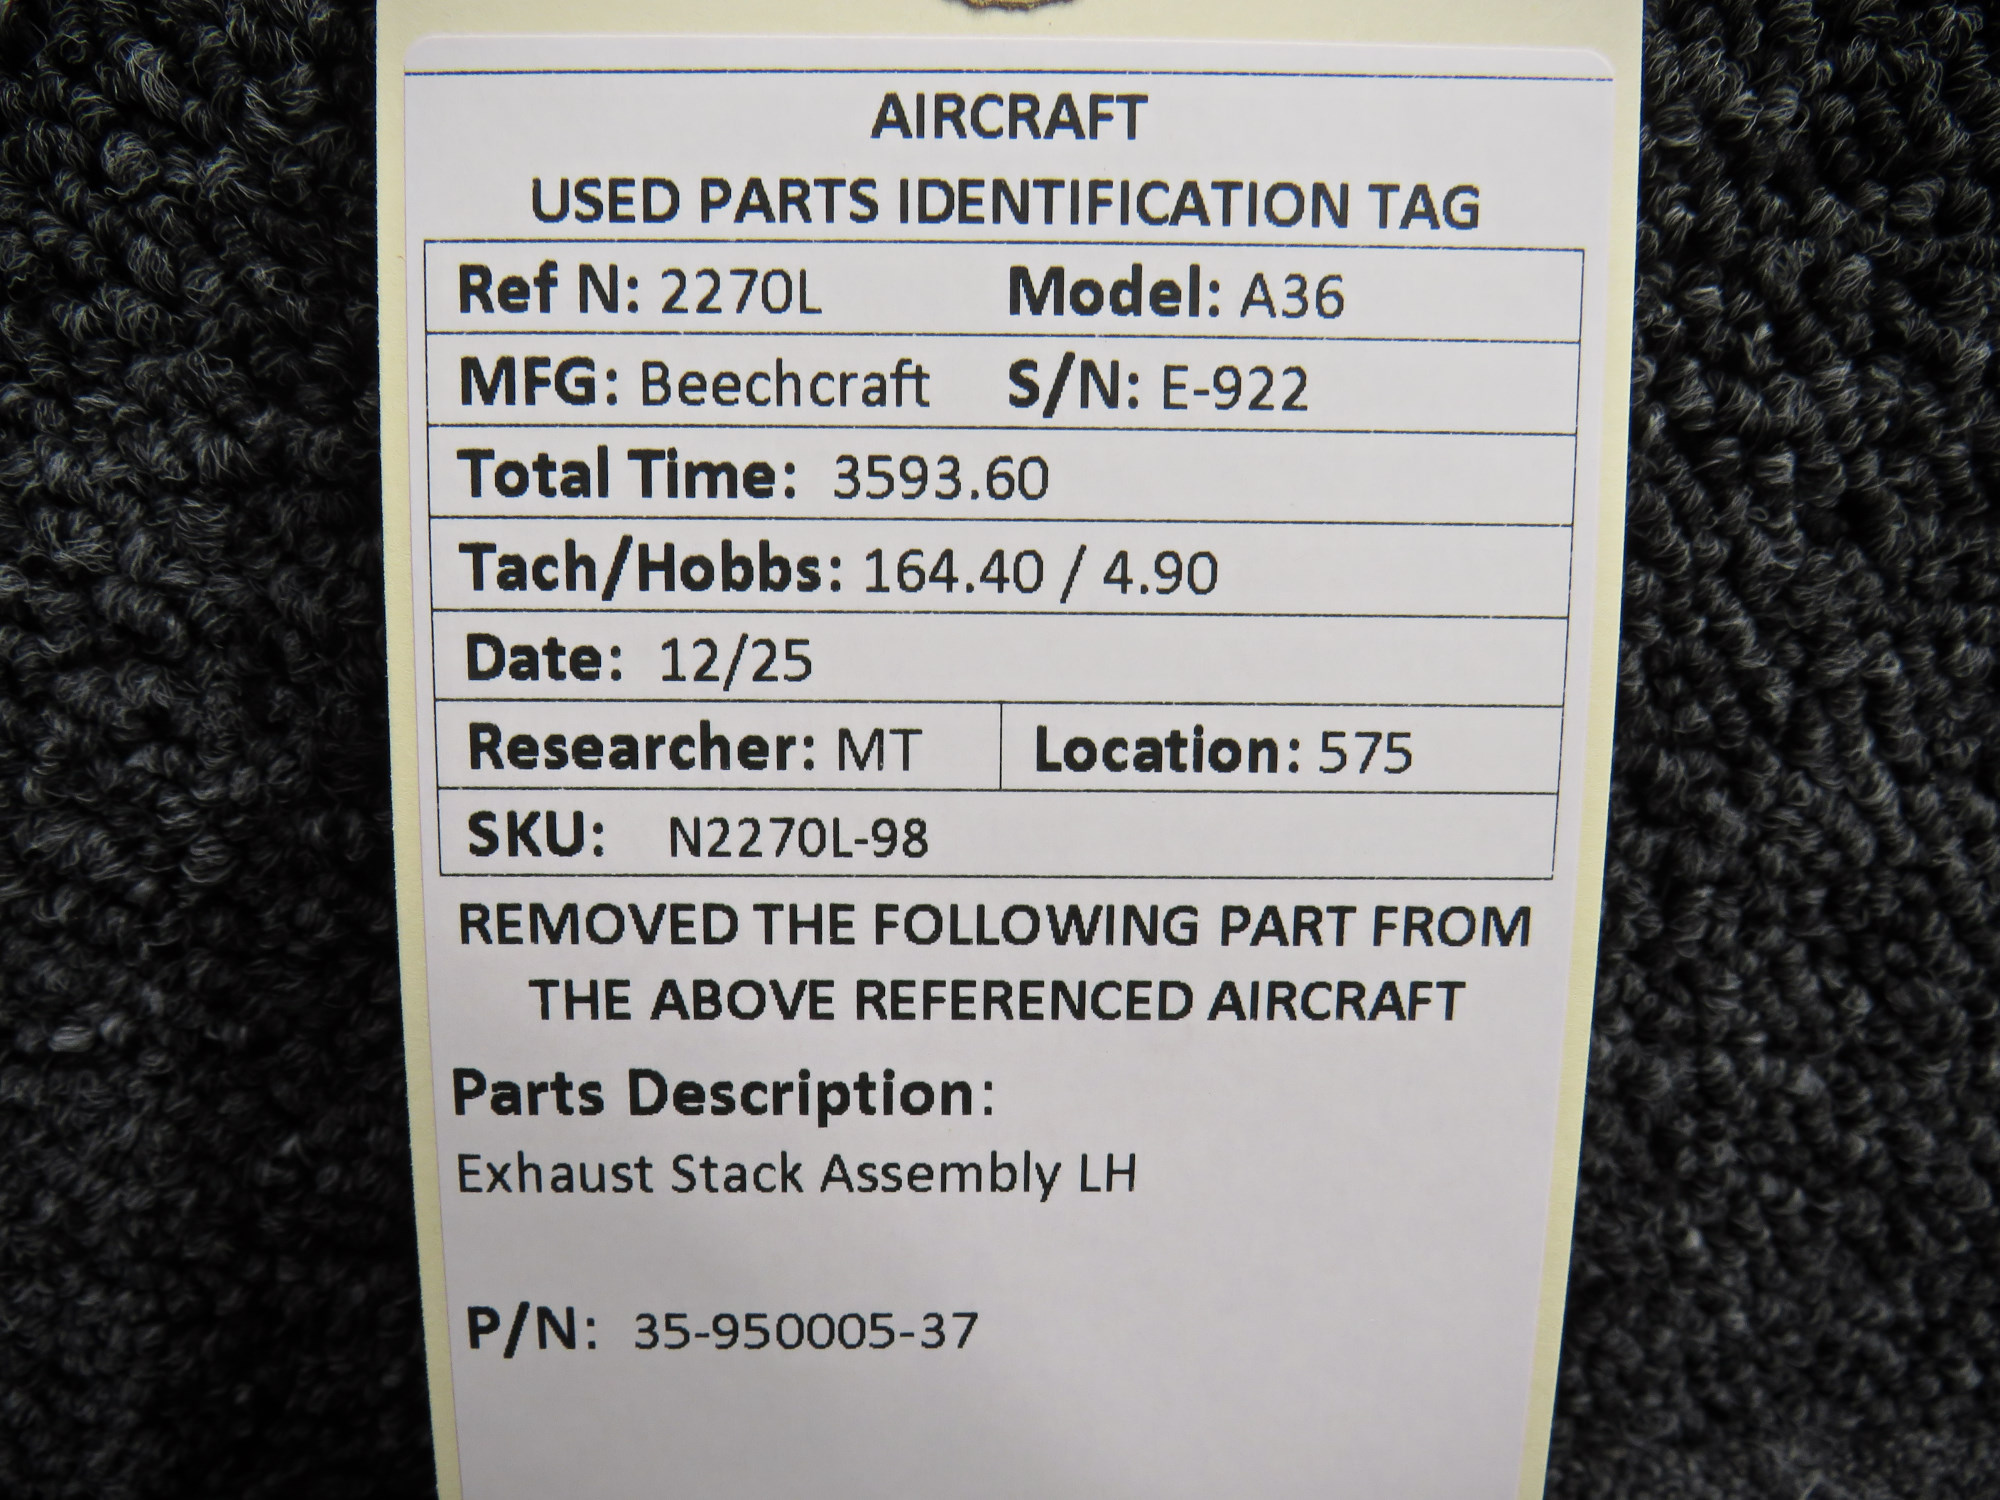 AIRCRAFT
USED PARTS IDENTIFICATION TAG
Ref N: 2270L Model: A36
MFG: Beechcraft S/N: E-922
Total Time: 3593.60
Tach/Hobbs: 164.40 / 4.90
Date: 12/25
Researcher: MT Location: 575
SKU: N2270L-98
REMOVED THE FOLLOWING PART FROM
THE ABOVE REFERENCED AIRCRAFT
Parts Description:
Exhaust Stack Assembly LH
P/N: 35-950005-37